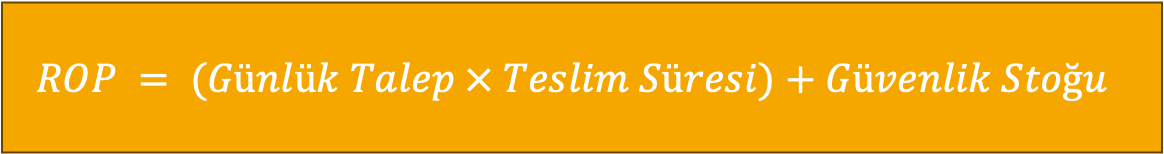 ROP = (Günlük Talep × Teslim Süresi) + Güvenlik Stoğu